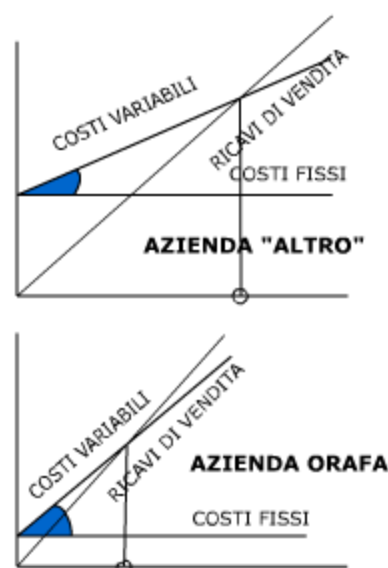 COSTI VARIABILI
RICAVI DI VENDITA
COSTI FISSI
AZIENDA "ALTRO"
COSTI VARIABILI
RICAVI DI VENDITA
AZIENDA ORAFA
COSTI FISSI